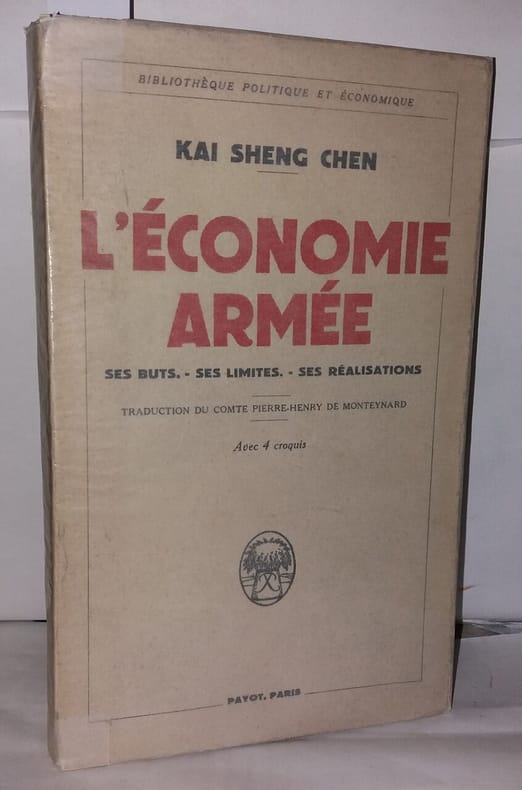 BIBLIOTHÈQUE POLITIQUE ET ÉCONOMIQUE
KAI SHENG CHEN
L'ÉCONOMIE
ARMÉE
SES BUTS. - SES LIMITES. - SES RÉALISATIONS
TRADUCTION DU COMTE PIERRE-HENRY DE MONTEYNARD
Avec 4 croquis
PAYOT, PARIS